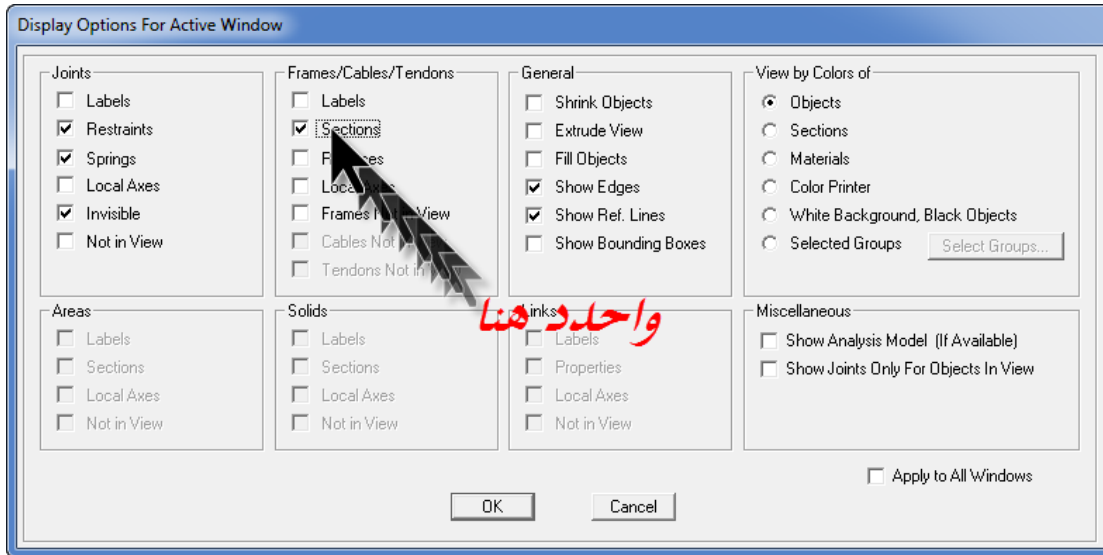 Display Options For Active Window
Joints
Labels
Restraints
Springs
Local Axes
Invisible
Not in View
Frames/Cables/Tendons
Labels
Sections
Local Axes
Frames Not in View
Cables Not
Tendons Not in
General
Shrink Objects
Extrude View
Fill Objects
Show Edges
Show Ref. Lines
Show Bounding Boxes
View by Colors of
Objects
Sections
Materials
Color Printer
White Background, Black Objects
Selected Groups
Select Groups...
واحدد هنا
Areas
Labels
Sections
Local Axes
Not in View
Solids
Labels
Sections
Local Axes
Not in View
Links
Labels
Properties
Local Axes
Not in View
Miscellaneous
Show Analysis Model (If Available)
Show Joints Only For Objects In View
Apply to All Windows
OK
Cancel